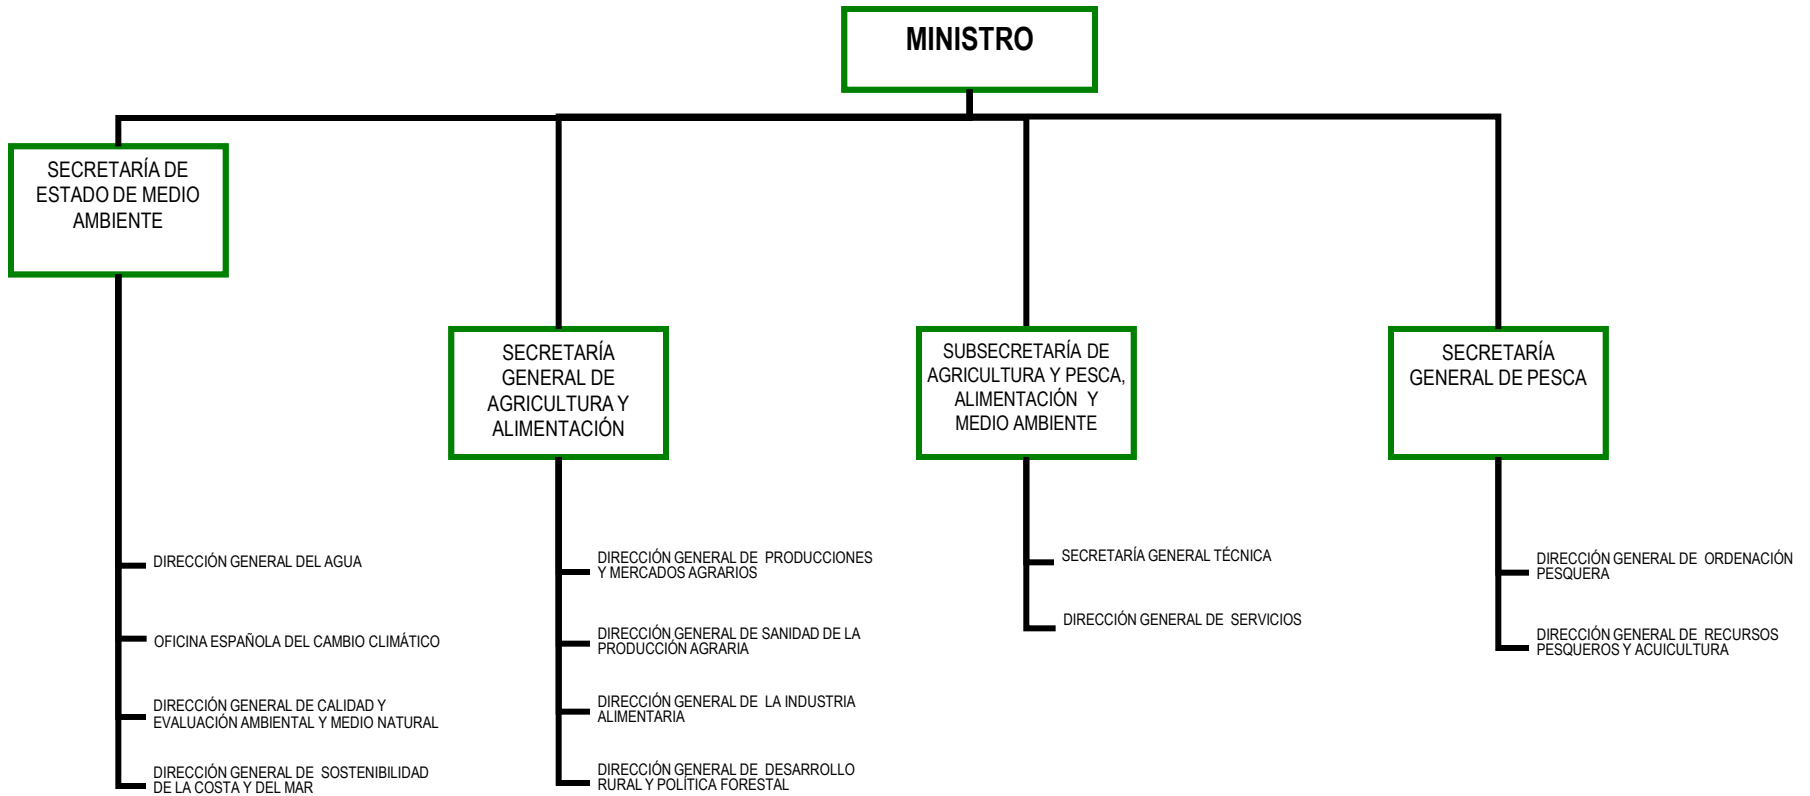 MINISTRO
SECRETARÍA DE
ESTADO DE MEDIO
AMBIENTE
SECRETARÍA
GENERAL DE
AGRICULTURA Y
ALIMENTACIÓN
SUBSECRETARÍA DE
AGRICULTURA Y PESCA,
ALIMENTACIÓN Y
MEDIO AMBIENTE
SECRETARÍA
GENERAL DE PESCA
DIRECCIÓN GENERAL DEL AGUA
OFICINA ESPAÑOLA DEL CAMBIO CLIMÁTICO
DIRECCIÓN GENERAL DE CALIDAD Y
EVALUACIÓN AMBIENTAL Y MEDIO NATURAL
DIRECCIÓN GENERAL DE SOSTENIBILIDAD
DE LA COSTA Y DEL MAR
DIRECCIÓN GENERAL DE PRODUCCIONES
Y MERCADOS AGRARIOS
DIRECCIÓN GENERAL DE SANIDAD DE LA
PRODUCCIÓN AGRARIA
DIRECCIÓN GENERAL DE LA INDUSTRIA
ALIMENTARIA
DIRECCIÓN GENERAL DE DESARROLLO
RURAL Y POLÍTICA FORESTAL
SECRETARÍA GENERAL TÉCNICA
DIRECCIÓN GENERAL DE SERVICIOS
DIRECCIÓN GENERAL DE ORDENACIÓN
PESQUERA
DIRECCIÓN GENERAL DE RECURSOS
PESQUEROS Y ACUICULTURA